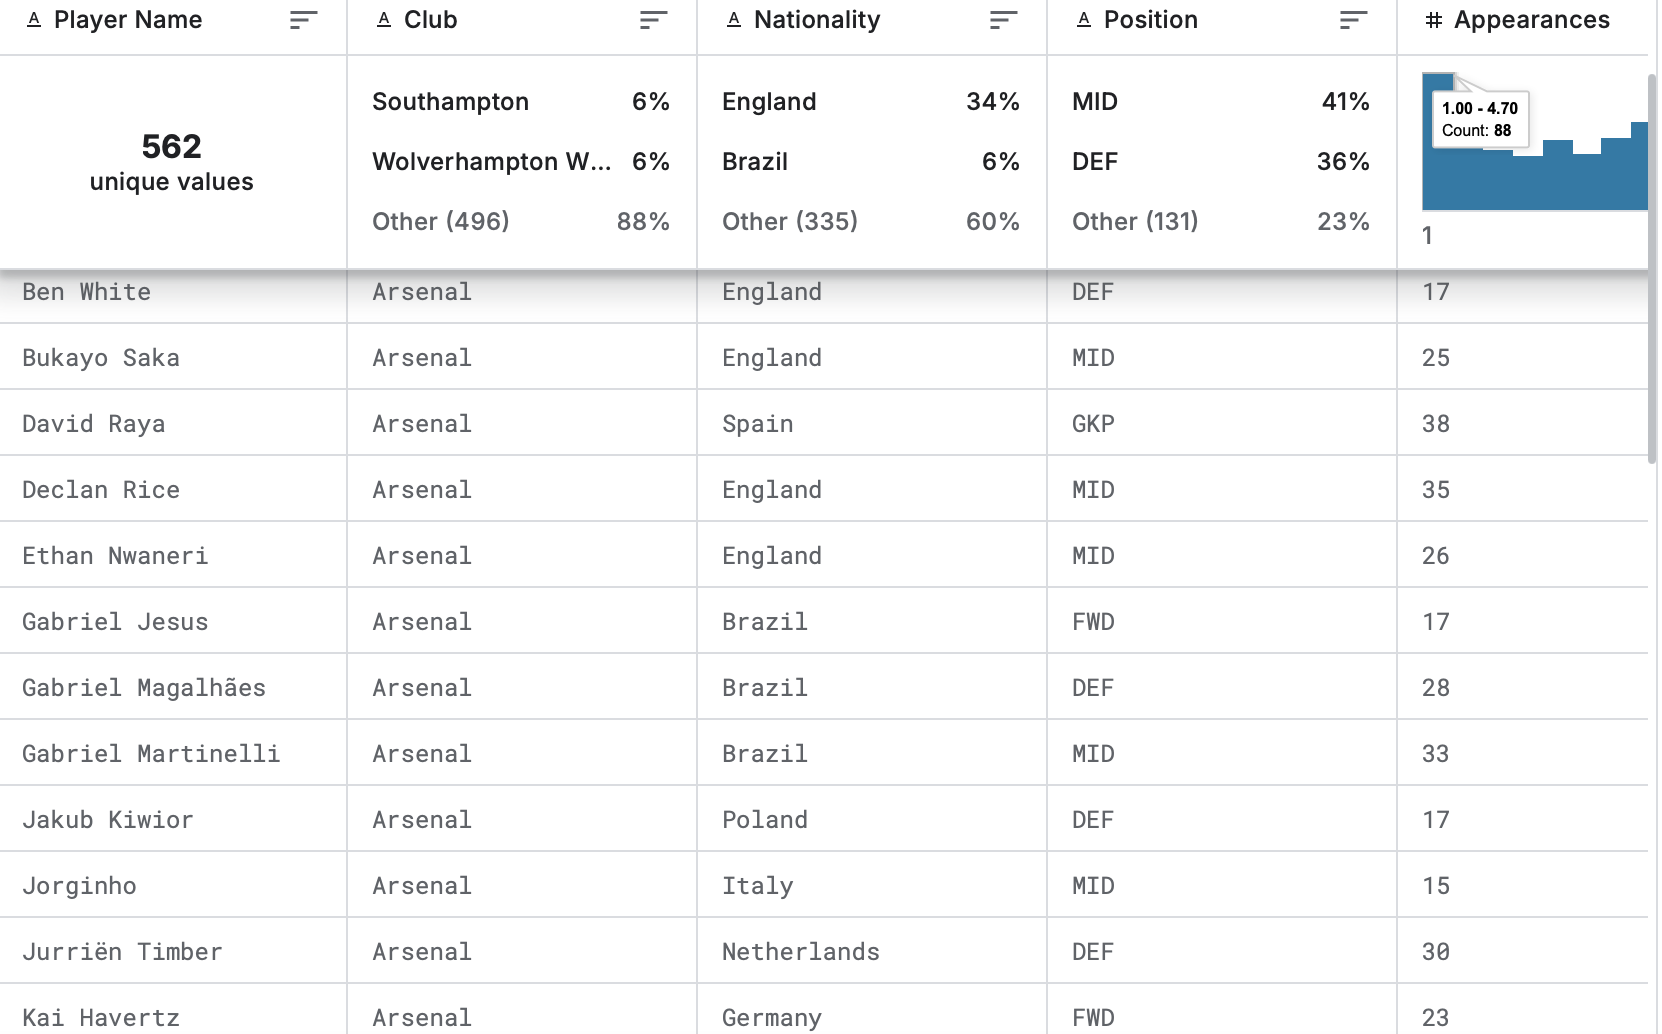 Player Name Club Nationality Position # Appearances
562
unique values
Southampton 6%
Wolverhampton W... 6%
Other (496) 88%
England 34%
Brazil 6%
Other (335) 60%
MID 41%
DEF 36%
Other (131) 23%
1.00 - 4.70
Count: 88
1
Ben White Arsenal England DEF 17
Bukayo Saka Arsenal England MID 25
David Raya Arsenal Spain GKP 38
Declan Rice Arsenal England MID 35
Ethan Nwaneri Arsenal England MID 26
Gabriel Jesus Arsenal Brazil FWD 17
Gabriel Magalhães Arsenal Brazil DEF 28
Gabriel Martinelli Arsenal Brazil MID 33
Jakub Kiwior Arsenal Poland DEF 17
Jorginho Arsenal Italy MID 15
Jurriën Timber Arsenal Netherlands DEF 30
Kai Havertz Arsenal Germany FWD 23